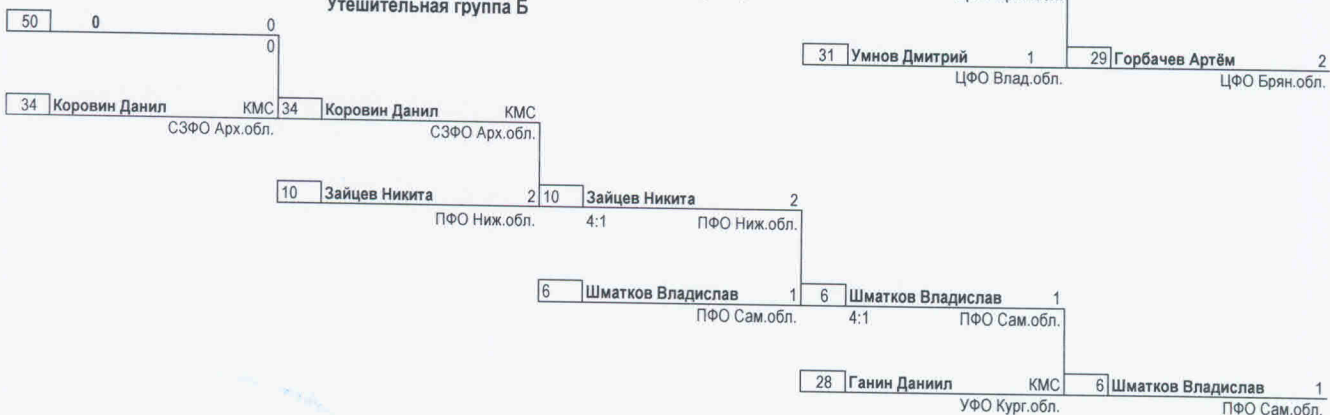 Утешительная группа Б
50 0 0
0
31 Умнов Дмитрий 1 29 Горбачев Артём 2
ЦФО Влад.обл. ЦФО Брян.обл.
34 Коровин Данил КМС 34 Коровин Данил КМС
СЗФО Арх.обл. СЗФО Арх.обл.
10 Зайцев Никита 2 10 Зайцев Никита 2
ПФО Ниж.обл. 4:1 ПФО Ниж.обл.
6 Шматков Владислав 1 6 Шматков Владислав 1
ПФО Сам.обл. 4:1 ПФО Сам.обл.
28 Ганин Даниил КМС 6 Шматков Владислав 1
УФО Кург.обл. ПФО Сам.обл.